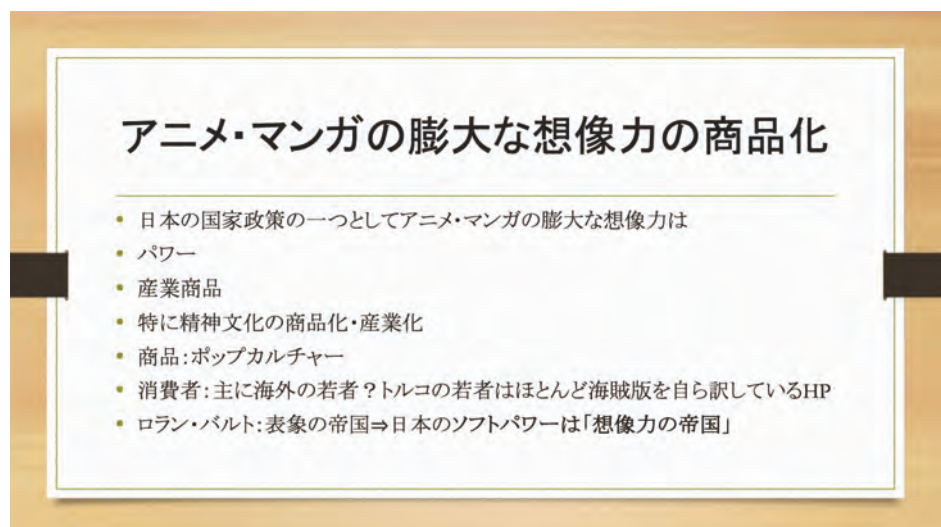 アニメ・マンガの膨大な想像力の商品化
• 日本の国家政策の一つとしてアニメ・マンガの膨大な想像力は
• パワー
• 産業商品
• 特に精神文化の商品化・産業化
• 商品：ポップカルチャー
• 消費者：主に海外の若者？トルコの若者はほとんど海賊版を自ら訳しているHP
• ロラン・バルト：表象の帝国⇒日本のソフトパワーは「想像力の帝国」